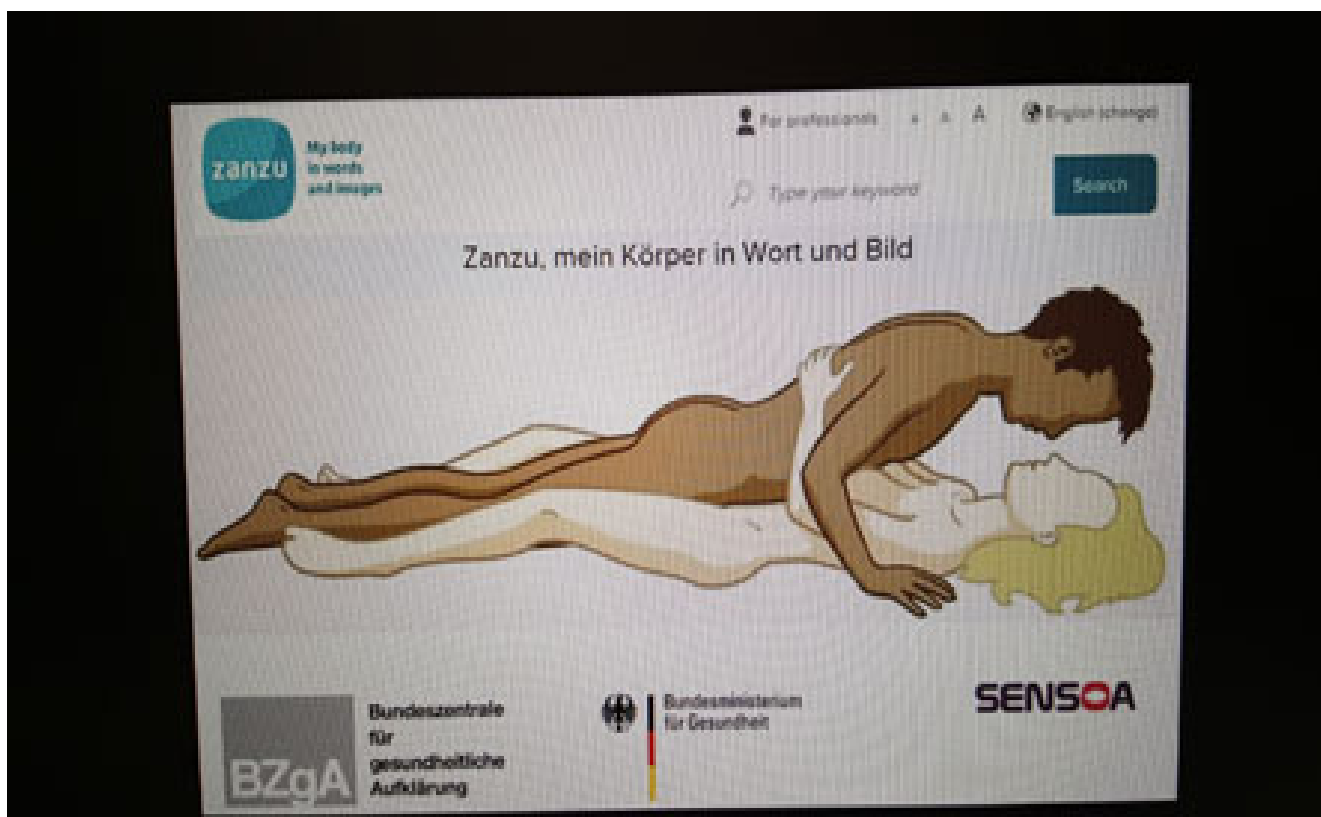 For professionals
A
A
A
English (change)
zanzu
My body
in words
and images
Type your keyword
Search
Zanzu, mein Körper in Wort und Bild
BZgA
Bundeszentrale
für
gesundheitliche
Aufklärung
Bundesministerium
für Gesundheit
SENSOA